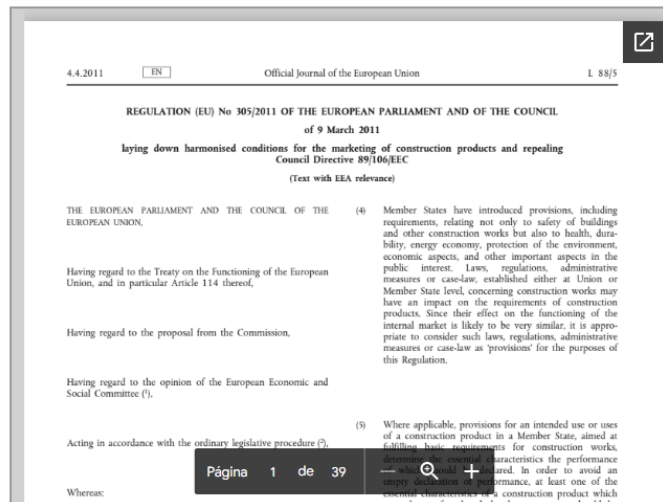 4.4.2011 EN Official Journal of the European Union L 88/5
REGULATION (EU) No 305/2011 OF THE EUROPEAN PARLIAMENT AND OF THE COUNCIL
of 9 March 2011
laying down harmonised conditions for the marketing of construction products and repealing
Council Directive 89/106/EEC
(Text with EEA relevance)
THE EUROPEAN PARLIAMENT AND THE COUNCIL OF THE
EUROPEAN UNION,
Having regard to the Treaty on the Functioning of the European
Union, and in particular Article 114 thereof,
Having regard to the proposal from the Commission,
Having regard to the opinion of the European Economic and
Social Committee (¹),
Acting in accordance with the ordinary legislative procedure (²),
Whereas:
(4) Member States have introduced provisions, including
requirements, relating not only to safety of buildings
and other construction works but also to health, dura-
bility, energy economy, protection of the environment,
economic aspects, and other important aspects in the
public interest. Laws, regulations, administrative
measures or case-law, established either at Union or
Member State level, concerning construction works may
have an impact on the requirements of construction
products. Since their effect on the functioning of the
internal market is likely to be very similar, it is appro-
priate to consider such laws, regulations, administrative
measures or case-law as ‘provisions’ for the purposes of
this Regulation.
(5) Where applicable, provisions for an intended use or uses
of a construction product in a Member State, aimed at
fulfilling basic requirements for construction works,
determine the essential characteristics the performance
of which should be declared. In order to avoid an
empty declaration of performance, at least one of the
essential characteristics of a construction product which
Página 1 de 39